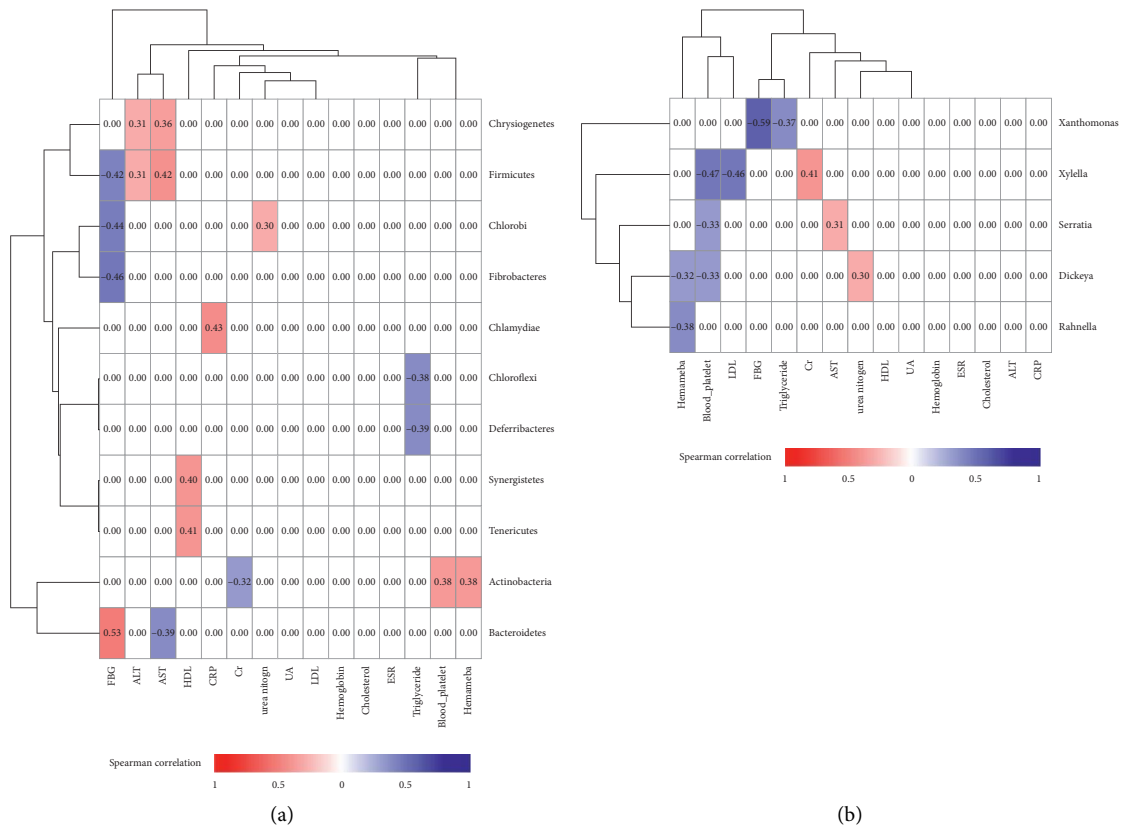 0.00 0.31 0.36 0.00 0.00 0.00 0.00 0.00 0.00 0.00 0.00 0.00 0.00 0.00 0.00 Chrysiogenetes
−0.42 0.31 0.42 0.00 0.00 0.00 0.00 0.00 0.00 0.00 0.00 0.00 0.00 0.00 0.00 Firmicutes
−0.44 0.00 0.00 0.00 0.00 0.00 0.30 0.00 0.00 0.00 0.00 0.00 0.00 0.00 0.00 Chlorobi
−0.46 0.00 0.00 0.00 0.00 0.00 0.00 0.00 0.00 0.00 0.00 0.00 0.00 0.00 0.00 Fibrobacteres
0.00 0.00 0.00 0.00 0.43 0.00 0.00 0.00 0.00 0.00 0.00 0.00 0.00 0.00 0.00 Chlamydiae
0.00 0.00 0.00 0.00 0.00 0.00 0.00 0.00 0.00 0.00 0.00 0.00 −0.38 0.00 0.00 Chloroflexi
0.00 0.00 0.00 0.00 0.00 0.00 0.00 0.00 0.00 0.00 0.00 0.00 −0.39 0.00 0.00 Deferribacteres
0.00 0.00 0.00 0.40 0.00 0.00 0.00 0.00 0.00 0.00 0.00 0.00 0.00 0.00 0.00 Synergistetes
0.00 0.00 0.00 0.41 0.00 0.00 0.00 0.00 0.00 0.00 0.00 0.00 0.00 0.00 0.00 Tenericutes
0.00 0.00 0.00 0.00 0.00 −0.32 0.00 0.00 0.00 0.00 0.00 0.00 0.00 0.38 0.38 Actinobacteria
0.53 0.00 −0.39 0.00 0.00 0.00 0.00 0.00 0.00 0.00 0.00 0.00 0.00 0.00 0.00 Bacteroidetes
FBG ALT AST HDL CRP Cr urea nitogn UA LDL Hemoglobin Cholesterol ESR Triglyceride Blood_platelet Hemameba
Spearman correlation
1 0.5 0 0.5 1
(a)
0.00 0.00 0.00 −0.59 −0.37 0.00 0.00 0.00 0.00 0.00 0.00 0.00 0.00 0.00 0.00 Xanthomonas
0.00 −0.47 −0.46 0.00 0.00 0.41 0.00 0.00 0.00 0.00 0.00 0.00 0.00 0.00 0.00 Xylella
0.00 −0.33 0.00 0.00 0.00 0.00 0.31 0.00 0.00 0.00 0.00 0.00 0.00 0.00 0.00 Serratia
−0.32 −0.33 0.00 0.00 0.00 0.00 0.00 0.30 0.00 0.00 0.00 0.00 0.00 0.00 0.00 Dickeya
−0.38 0.00 0.00 0.00 0.00 0.00 0.00 0.00 0.00 0.00 0.00 0.00 0.00 0.00 0.00 Rahnella
Hemameba Blood_platelet LDL FBG Triglyceride Cr AST urea nitogen HDL UA Hemoglobin ESR Cholesterol ALT CRP
Spearman correlation
1 0.5 0 0.5 1
(b)